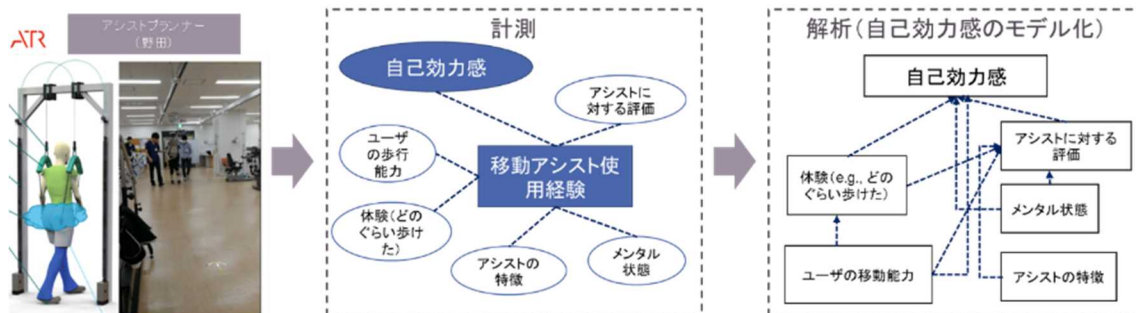 ATR
アシストプランナー
(野田)
計測
自己効力感
アシストに
対する評価
ユーザ
の歩行
能力
移動アシスト使
用経験
体験(どの
ぐらい歩け
た)
アシストの
特徴
メンタル
状態
解析(自己効力感のモデル化)
自己効力感
アシストに対する
評価
体験(e.g., どの
ぐらい歩けた)
メンタル状態
ユーザの移動能力
アシストの特徴